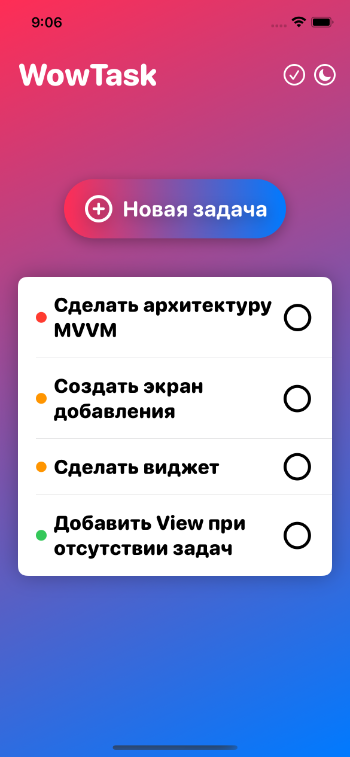 9:06
WowTask
Новая задача
Сделать архитектуру
MVVM
Создать экран
добавления
Сделать виджет
Добавить View при
отсутствии задач